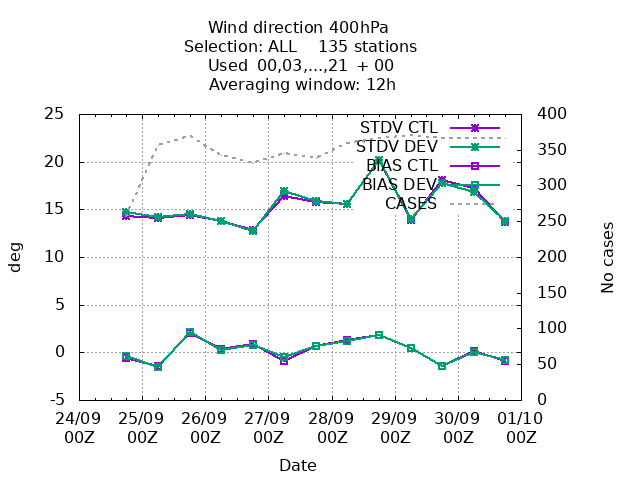 Wind direction 400hPa
Selection: ALL    135 stations
Used  00,03,...,21  + 00
Averaging window: 12h
25
20
15
10
5
0
-5
400
350
300
250
200
150
100
50
0
deg
No cases
STDV CTL
STDV DEV
BIAS CTL
BIAS DEV
CASES
24/09 25/09 26/09 27/09 28/09 29/09 30/09 01/10
00Z 00Z 00Z 00Z 00Z 00Z 00Z 00Z
Date